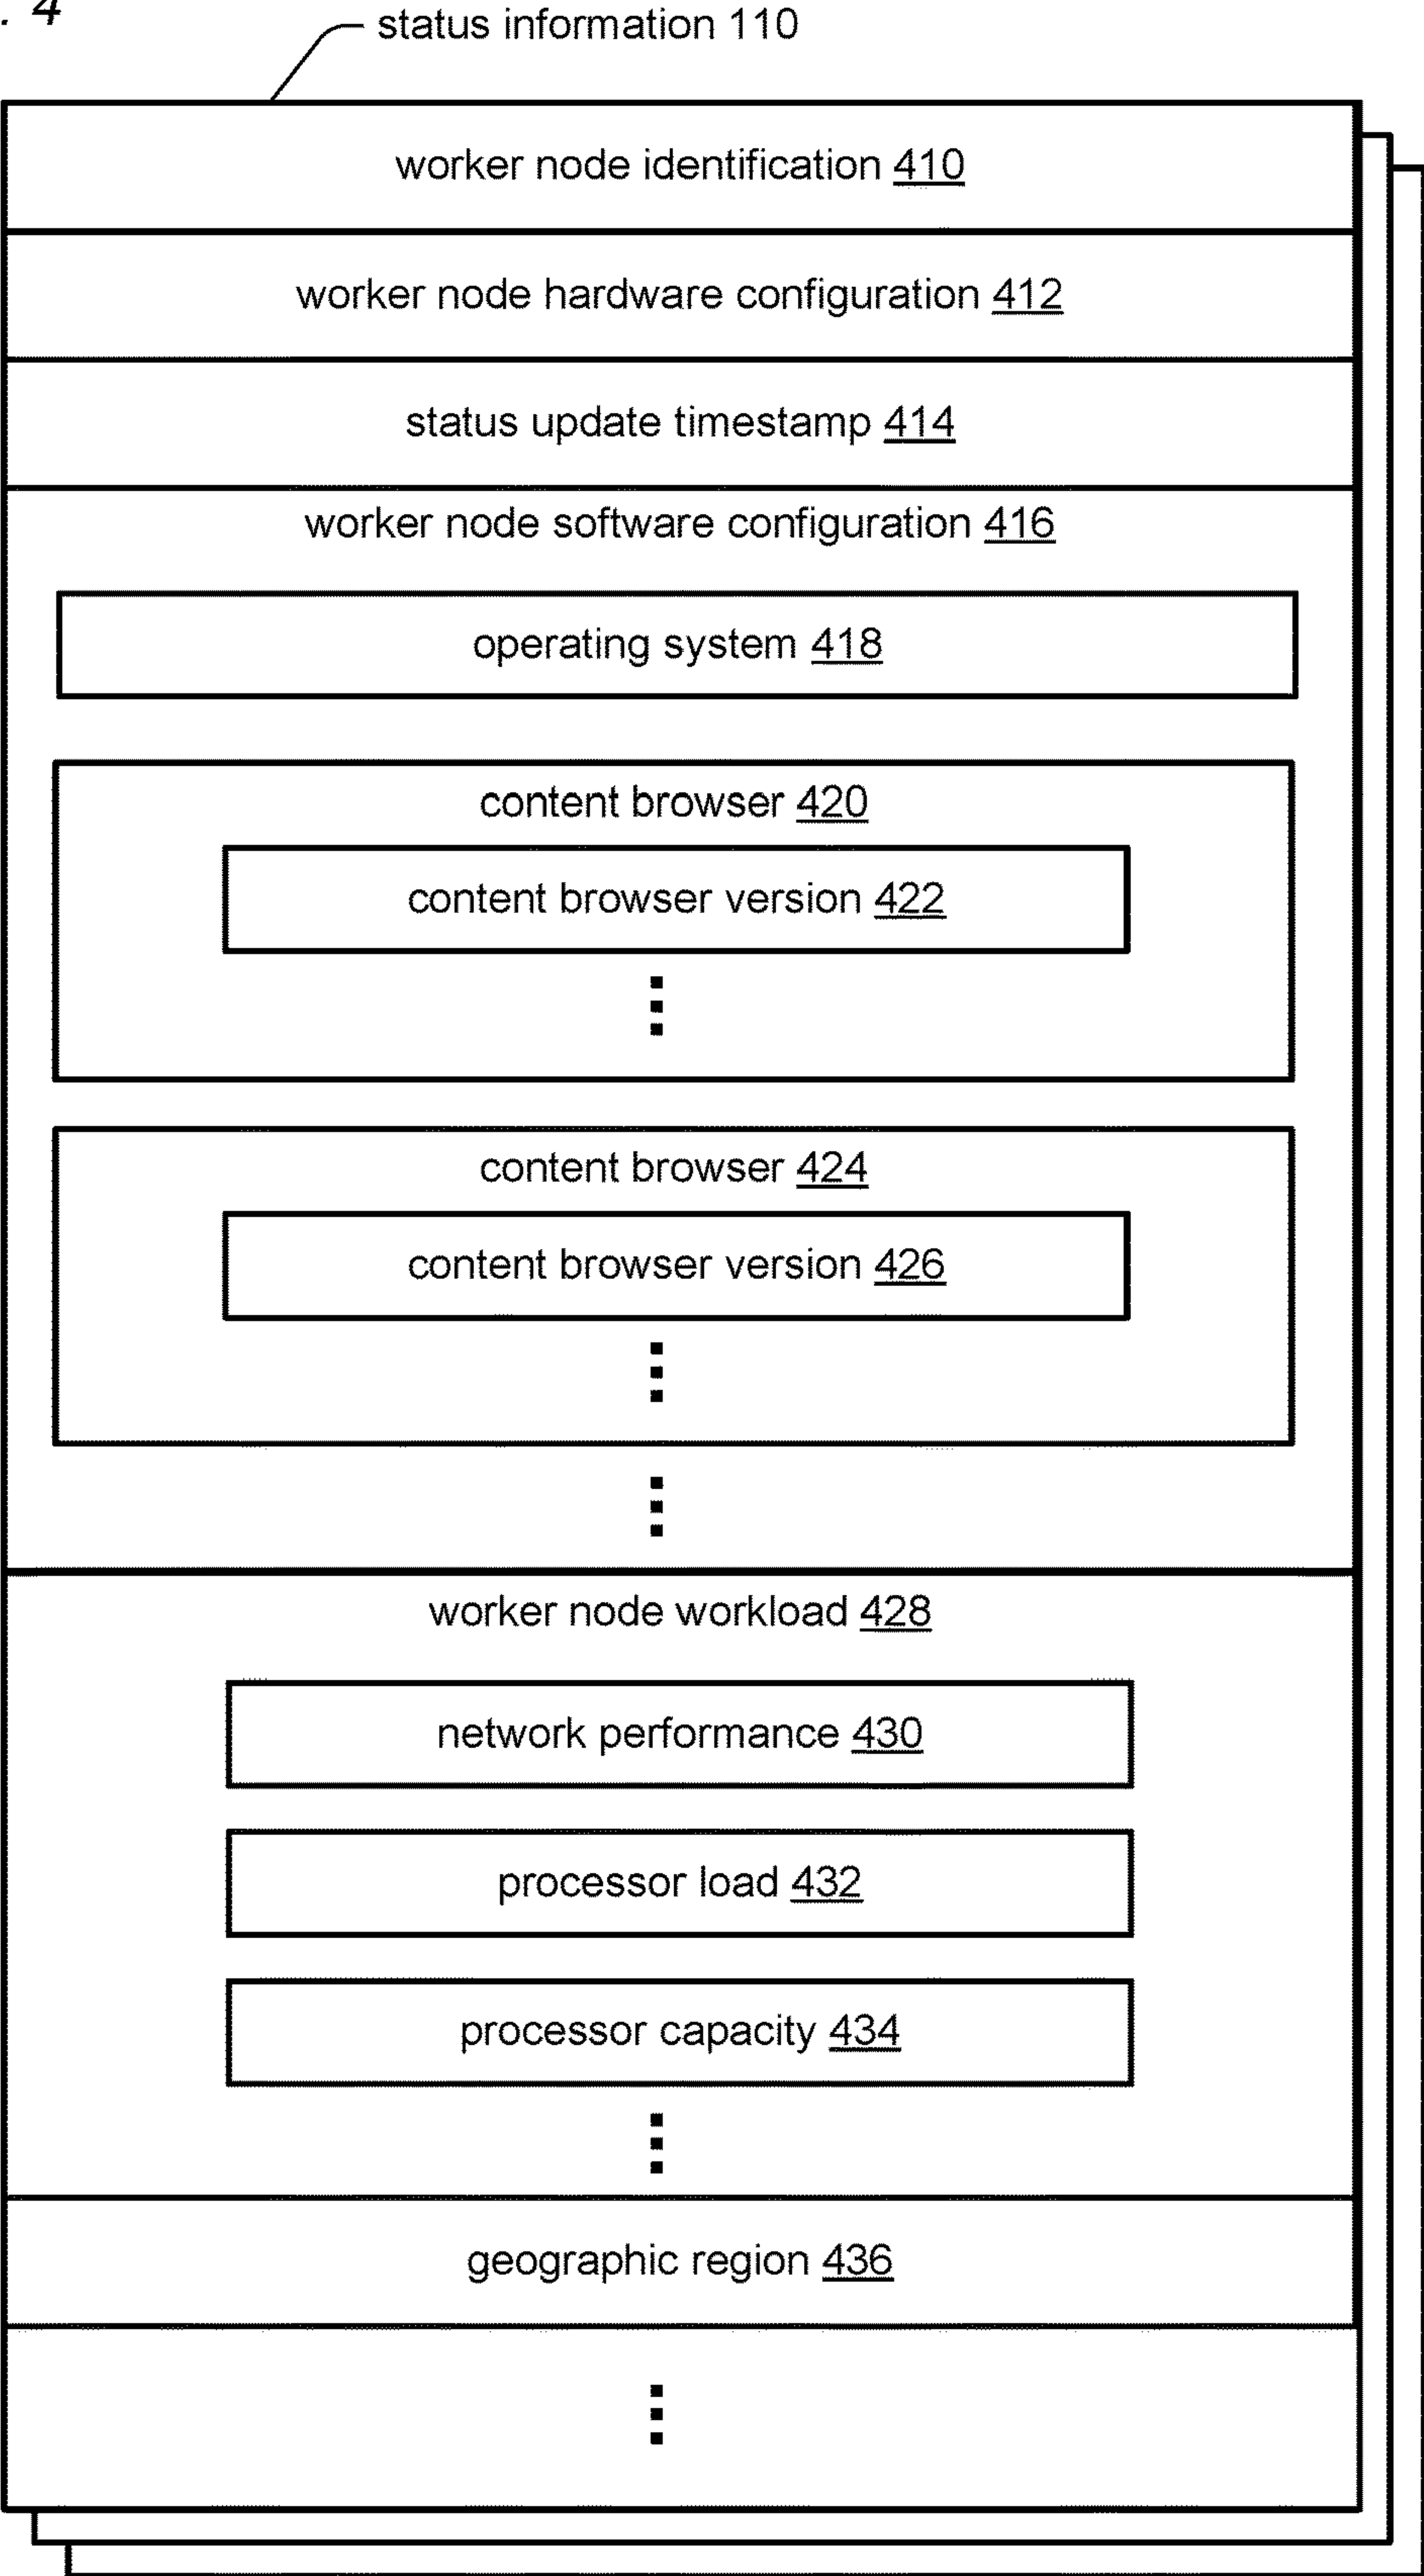 . 4
status information 110
worker node identification 410
worker node hardware configuration 412
status update timestamp 414
worker node software configuration 416
operating system 418
content browser 420
content browser version 422
content browser 424
content browser version 426
worker node workload 428
network performance 430
processor load 432
processor capacity 434
geographic region 436